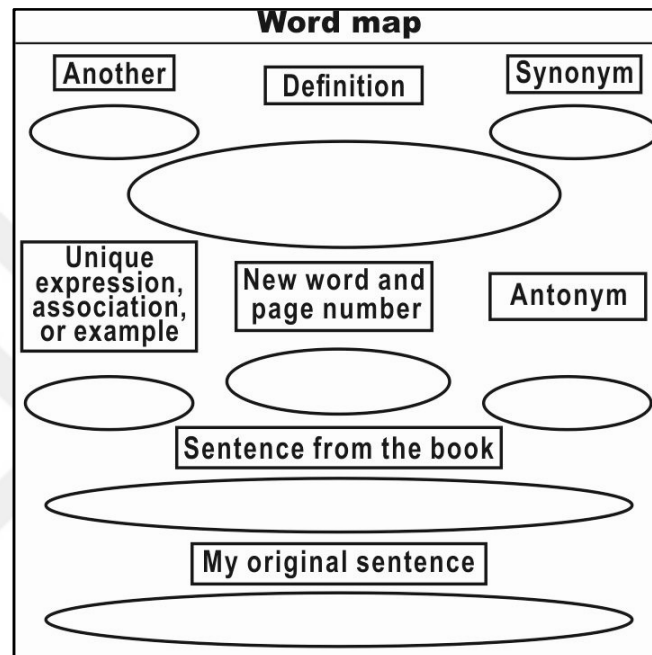 Word map
Another
Definition
Synonym
Unique
expression,
association,
or example
New word and
page number
Antonym
Sentence from the book
My original sentence